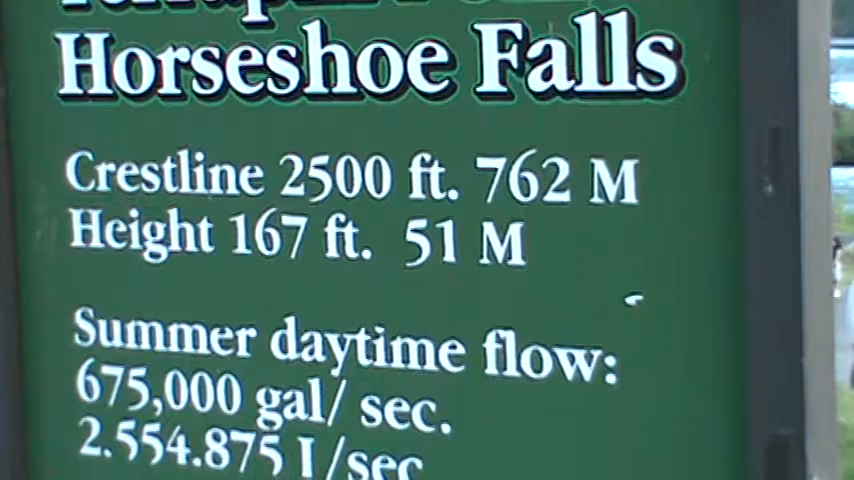 Horseshoe Falls
Crestline 2500 ft. 762 M
Height 167 ft. 51 M
Summer daytime flow:
675,000 gal/ sec.
2.554.875 I/sec